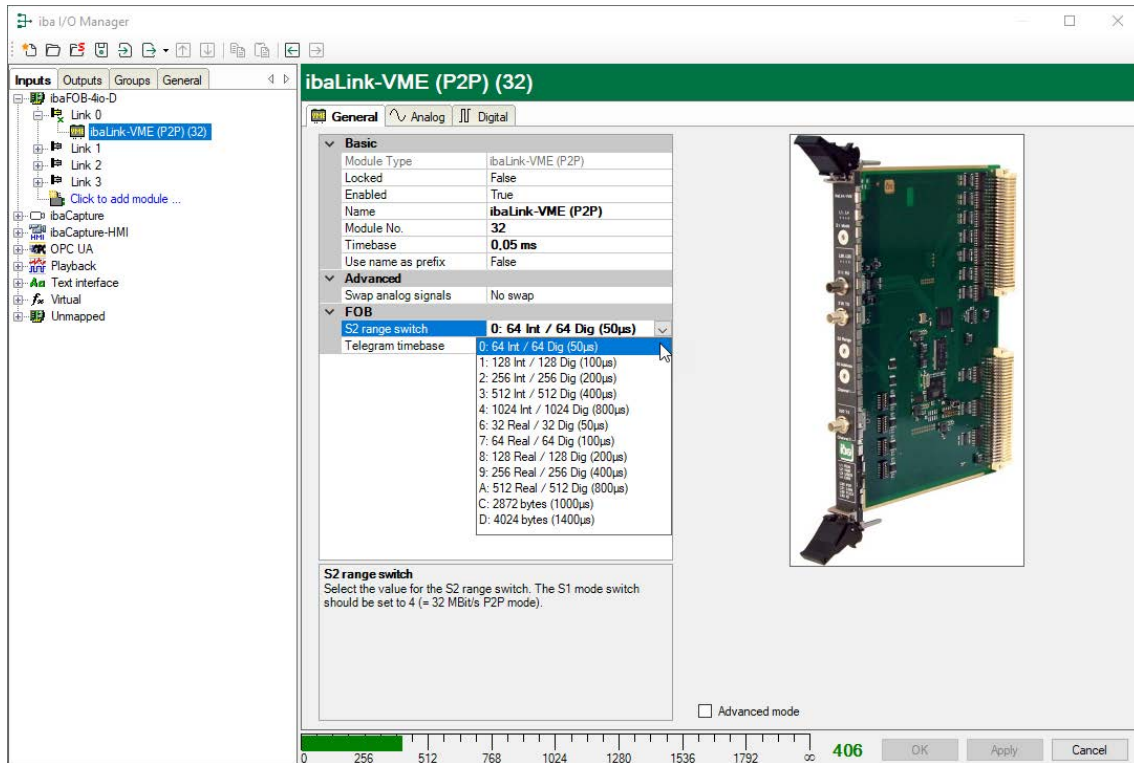 iba I/O Manager
Inputs Outputs Groups General
ibaFOB-4io-D
Link 0
ibaLink-VME (P2P) (32)
Link 1
Link 2
Link 3
Click to add module ...
ibaCapture
ibaCapture-HMI
OPC UA
Playback
Text interface
Virtual
Unmapped
ibaLink-VME (P2P) (32)
General Analog Digital
Basic
Module Type ibaLink-VME (P2P)
Locked False
Enabled True
Name ibaLink-VME (P2P)
Module No. 32
Timebase 0,05 ms
Use name as prefix False
Advanced
Swap analog signals No swap
FOB
S2 range switch 0: 64 Int / 64 Dig (50µs)
Telegram timebase
0: 64 Int / 64 Dig (50µs)
1: 128 Int / 128 Dig (100µs)
2: 256 Int / 256 Dig (200µs)
3: 512 Int / 512 Dig (400µs)
4: 1024 Int / 1024 Dig (800µs)
6: 32 Real / 32 Dig (50µs)
7: 64 Real / 64 Dig (100µs)
8: 128 Real / 128 Dig (200µs)
9: 256 Real / 256 Dig (400µs)
A: 512 Real / 512 Dig (800µs)
C: 2872 bytes (1000µs)
D: 4024 bytes (1400µs)
S2 range switch
Select the value for the S2 range switch. The S1 mode switch
should be set to 4 (= 32 MBit/s P2P mode).
Advanced mode
0 256 512 768 1024 1280 1536 1792 ∞ 406 OK Apply Cancel